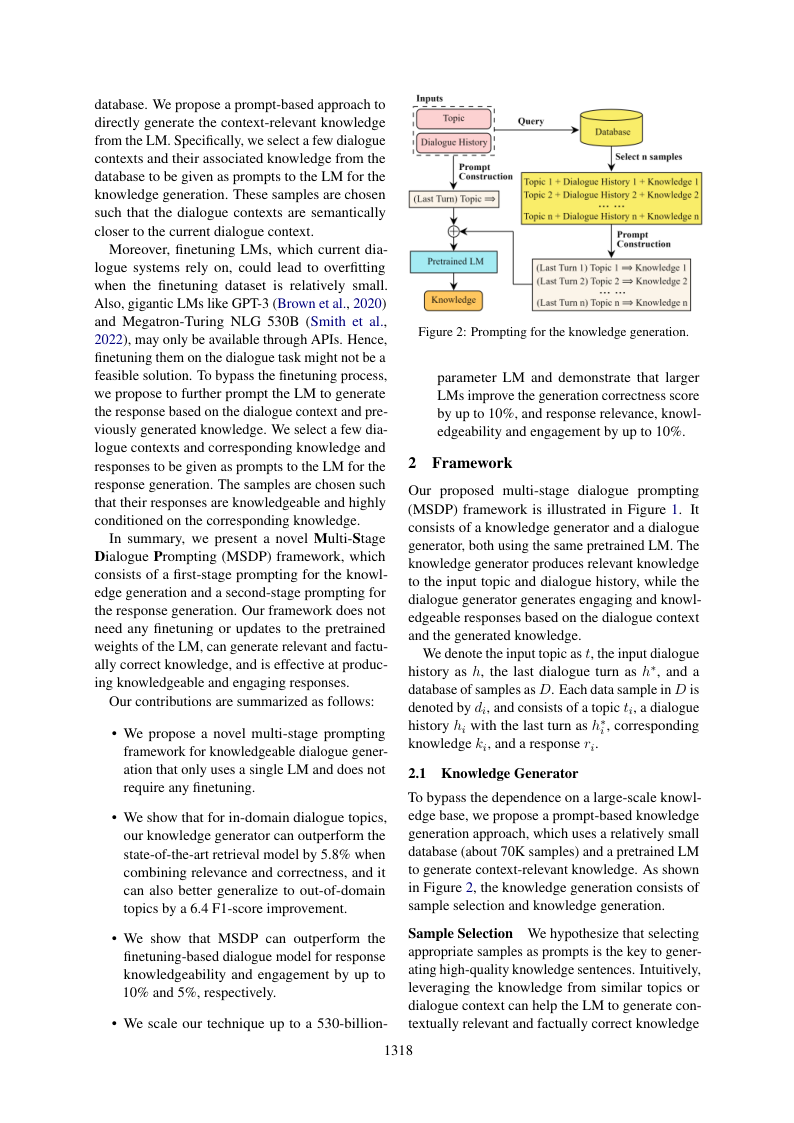 database. We propose a prompt-based approach to
directly generate the context-relevant knowledge
from the LM. Specifically, we select a few dialogue
contexts and their associated knowledge from the
database to be given as prompts to the LM for the
knowledge generation. These samples are chosen
such that the dialogue contexts are semantically
closer to the current dialogue context.
Moreover, finetuning LMs, which current dia-
logue systems rely on, could lead to overfitting
when the finetuning dataset is relatively small.
Also, gigantic LMs like GPT-3 (Brown et al., 2020)
and Megatron-Turing NLG 530B (Smith et al.,
2022), may only be available through APIs. Hence,
finetuning them on the dialogue task might not be a
feasible solution. To bypass the finetuning process,
we propose to further prompt the LM to generate
the response based on the dialogue context and pre-
viously generated knowledge. We select a few dia-
logue contexts and corresponding knowledge and
responses to be given as prompts to the LM for the
response generation. The samples are chosen such
that their responses are knowledgeable and highly
conditioned on the corresponding knowledge.
In summary, we present a novel Multi-Stage
Dialogue Prompting (MSDP) framework, which
consists of a first-stage prompting for the knowl-
edge generation and a second-stage prompting for
the response generation. Our framework does not
need any finetuning or updates to the pretrained
weights of the LM, can generate relevant and factu-
ally correct knowledge, and is effective at produc-
ing knowledgeable and engaging responses.
Our contributions are summarized as follows:
• We propose a novel multi-stage prompting
framework for knowledgeable dialogue gener-
ation that only uses a single LM and does not
require any finetuning.
• We show that for in-domain dialogue topics,
our knowledge generator can outperform the
state-of-the-art retrieval model by 5.8% when
combining relevance and correctness, and it
can also better generalize to out-of-domain
topics by a 6.4 F1-score improvement.
• We show that MSDP can outperform the
finetuning-based dialogue model for response
knowledgeability and engagement by up to
10% and 5%, respectively.
• We scale our technique up to a 530-billion-
Inputs
Topic
Dialogue History
Query
Database
Select n samples
Prompt
Construction
(Last Turn) Topic ⟹
Topic 1 + Dialogue History 1 + Knowledge 1
Topic 2 + Dialogue History 2 + Knowledge 2
... ...
Topic n + Dialogue History n + Knowledge n
Prompt
Construction
Pretrained LM
(Last Turn 1) Topic 1 ⟹ Knowledge 1
(Last Turn 2) Topic 2 ⟹ Knowledge 2
... ...
(Last Turn n) Topic n ⟹ Knowledge n
Knowledge
Figure 2: Prompting for the knowledge generation.
parameter LM and demonstrate that larger
LMs improve the generation correctness score
by up to 10%, and response relevance, knowl-
edgeability and engagement by up to 10%.
2 Framework
Our proposed multi-stage dialogue prompting
(MSDP) framework is illustrated in Figure 1. It
consists of a knowledge generator and a dialogue
generator, both using the same pretrained LM. The
knowledge generator produces relevant knowledge
to the input topic and dialogue history, while the
dialogue generator generates engaging and knowl-
edgeable responses based on the dialogue context
and the generated knowledge.
We denote the input topic as t, the input dialogue
history as h, the last dialogue turn as h*, and a
database of samples as D. Each data sample in D is
denoted by dᵢ, and consists of a topic tᵢ, a dialogue
history hᵢ with the last turn as hᵢ*, corresponding
knowledge kᵢ, and a response rᵢ.
2.1 Knowledge Generator
To bypass the dependence on a large-scale knowl-
edge base, we propose a prompt-based knowledge
generation approach, which uses a relatively small
database (about 70K samples) and a pretrained LM
to generate context-relevant knowledge. As shown
in Figure 2, the knowledge generation consists of
sample selection and knowledge generation.
Sample Selection We hypothesize that selecting
appropriate samples as prompts is the key to gener-
ating high-quality knowledge sentences. Intuitively,
leveraging the knowledge from similar topics or
dialogue context can help the LM to generate con-
textually relevant and factually correct knowledge
1318